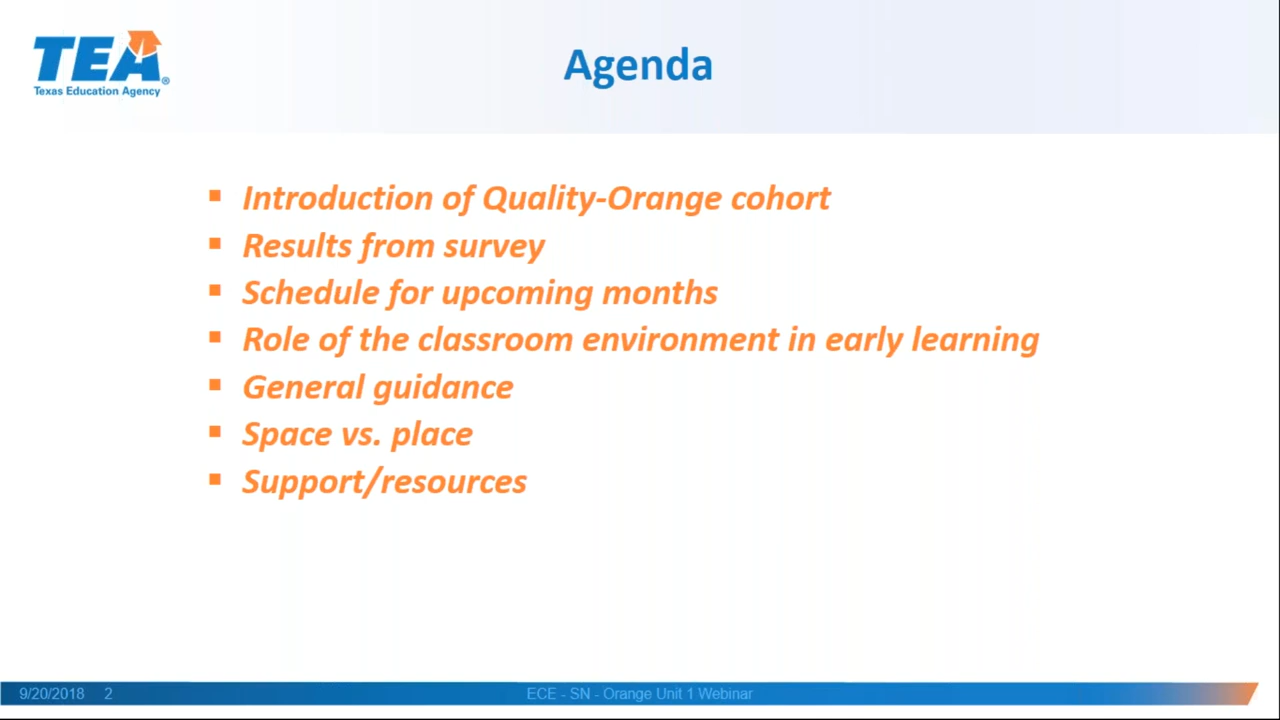 TEA®
Texas Education Agency
Agenda
Introduction of Quality-Orange cohort
Results from survey
Schedule for upcoming months
Role of the classroom environment in early learning
General guidance
Space vs. place
Support/resources
9/20/2018 2 ECE - SN - Orange Unit 1 Webinar